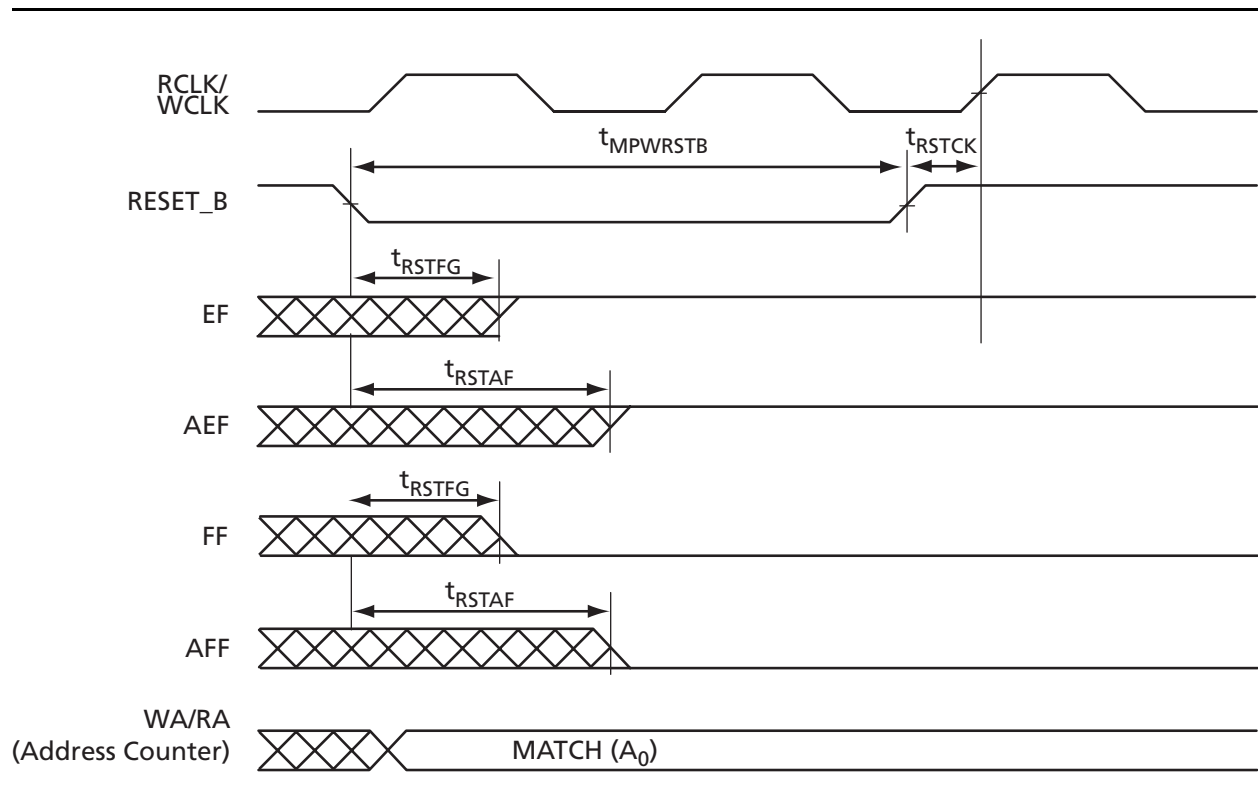 RCLK/
WCLK
tMPWRSTB
tRSTCK
RESET_B
tRSTFG
EF
tRSTAF
AEF
tRSTFG
FF
tRSTAF
AFF
WA/RA
(Address Counter)
MATCH (A0)